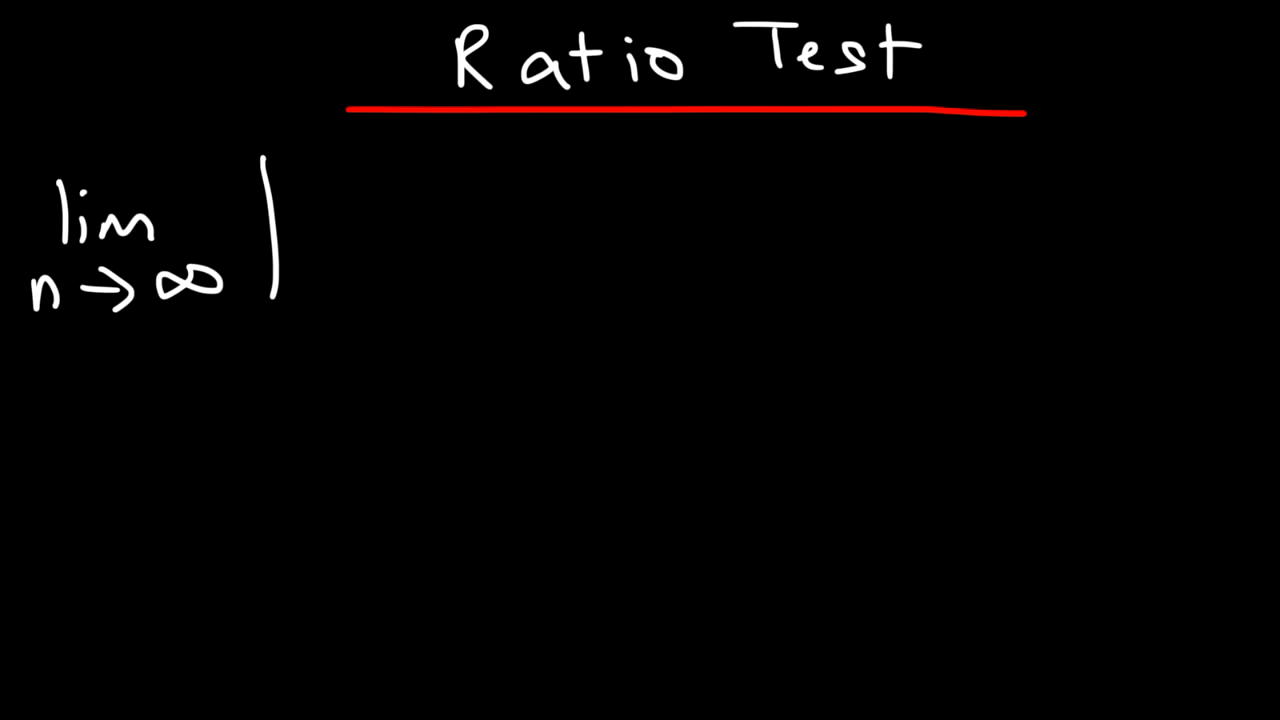 Ratio Test
lim |
n → ∞